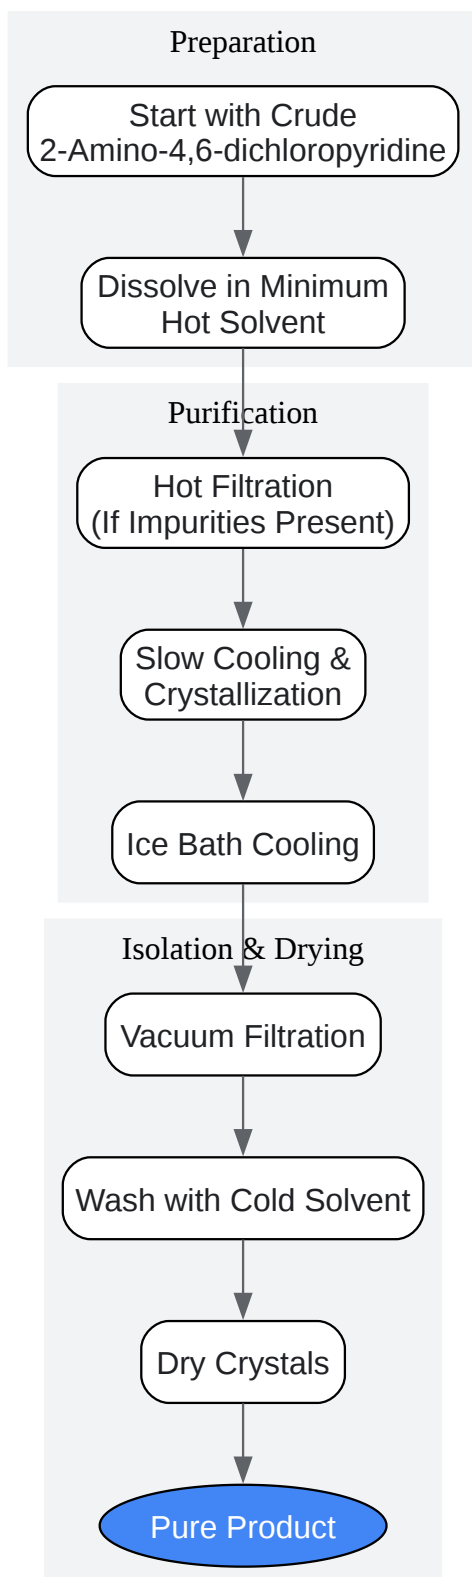 Preparation
Start with Crude
2-Amino-4,6-dichloropyridine
Dissolve in Minimum
Hot Solvent
Purification
Hot Filtration
(If Impurities Present)
Slow Cooling &
Crystallization
Ice Bath Cooling
Isolation & Drying
Vacuum Filtration
Wash with Cold Solvent
Dry Crystals
Pure Product